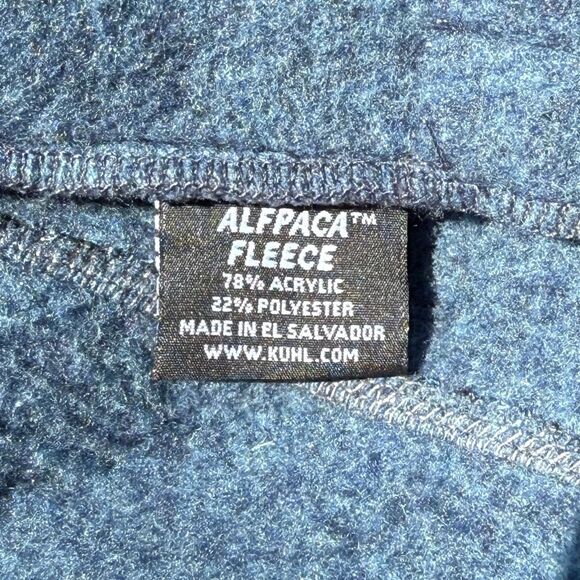 ALFPACA™
FLEECE
78% ACRYLIC
22% POLYESTER
MADE IN EL SALVADOR
WWW.KUHL.COM